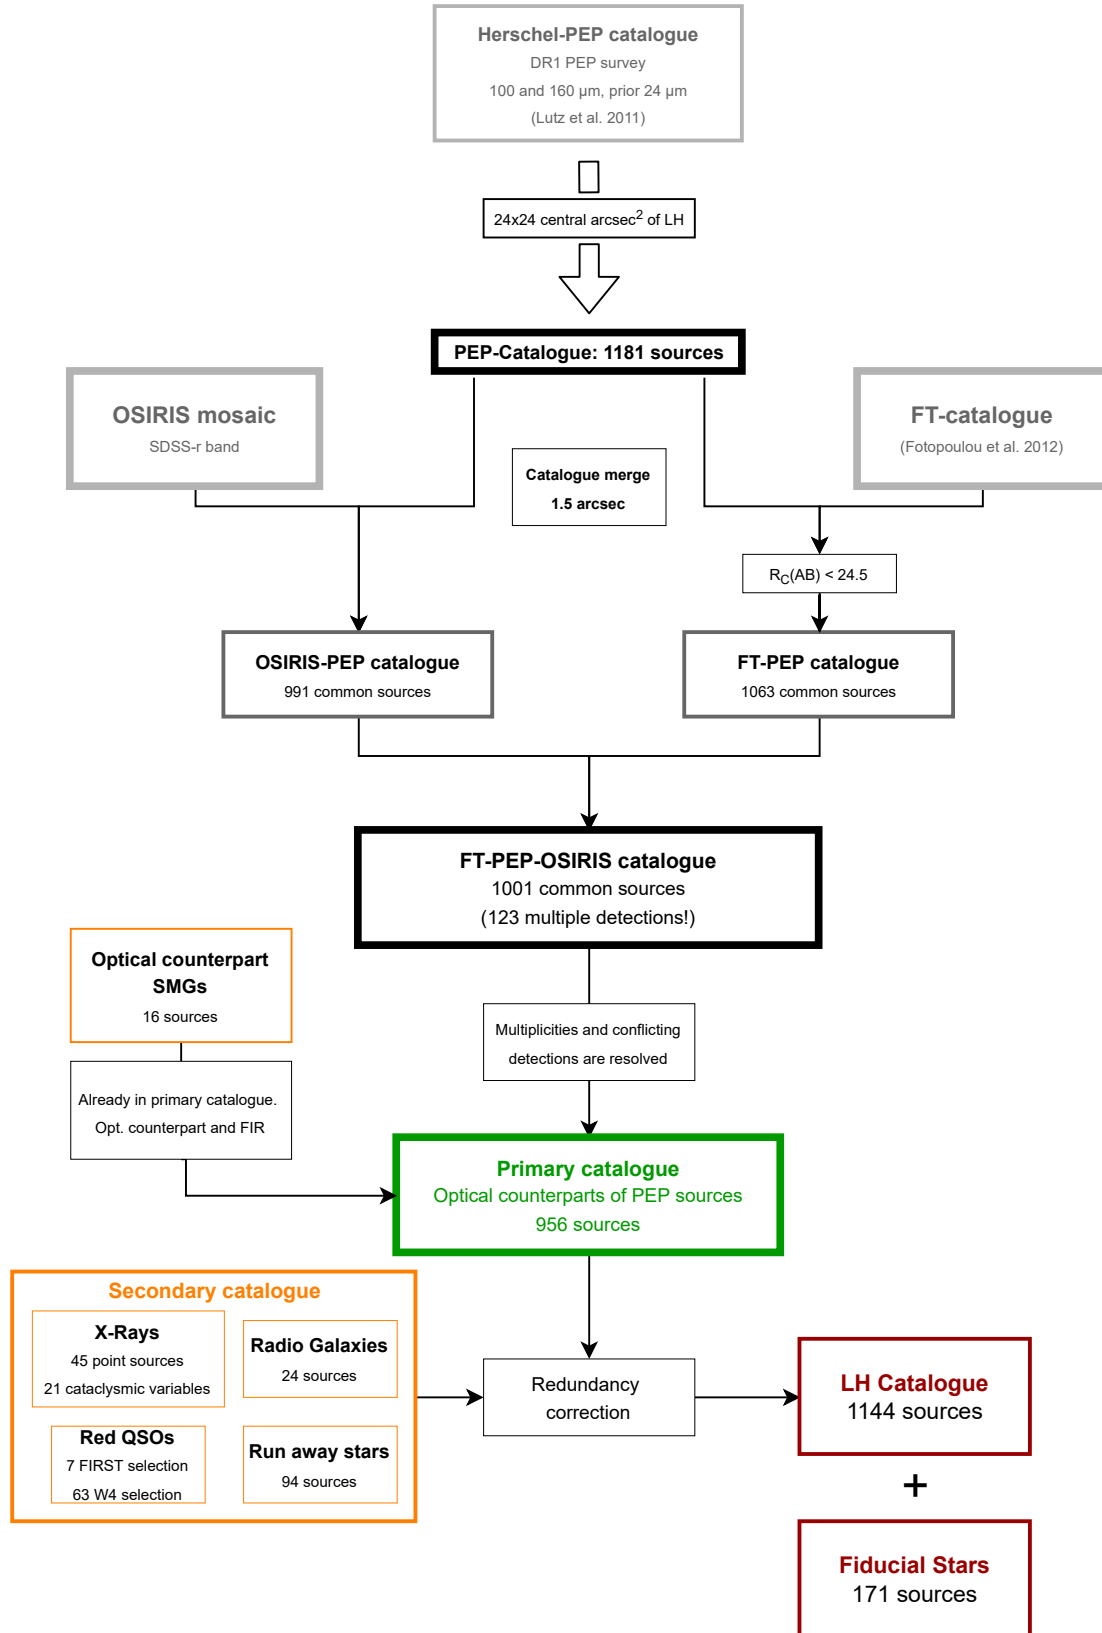 Herschel-PEP catalogue
DR1 PEP survey
100 and 160 µm, prior 24 µm
(Lutz et al. 2011)
24x24 central arcsec² of LH
PEP-Catalogue: 1181 sources
OSIRIS mosaic
SDSS-r band
FT-catalogue
(Fotopoulou et al. 2012)
Catalogue merge
1.5 arcsec
R_C(AB) < 24.5
OSIRIS-PEP catalogue
991 common sources
FT-PEP catalogue
1063 common sources
FT-PEP-OSIRIS catalogue
1001 common sources
(123 multiple detections!)
Optical counterpart
SMGs
16 sources
Multiplicities and conflicting
detections are resolved
Already in primary catalogue.
Opt. counterpart and FIR
Primary catalogue
Optical counterparts of PEP sources
956 sources
Secondary catalogue
X-Rays
45 point sources
21 cataclysmic variables
Radio Galaxies
24 sources
Red QSOs
7 FIRST selection
63 W4 selection
Run away stars
94 sources
Redundancy
correction
LH Catalogue
1144 sources
+
Fiducial Stars
171 sources